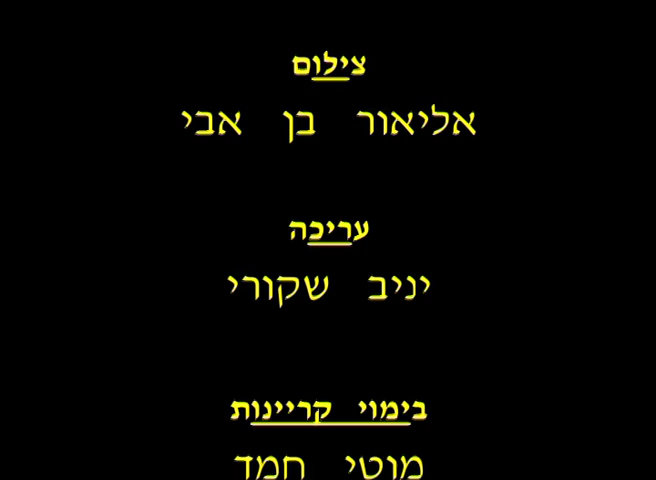 צילום
אליאור בן אבי
עריכה
יניב שקורי
בימוי קריינות
מוטי חמד